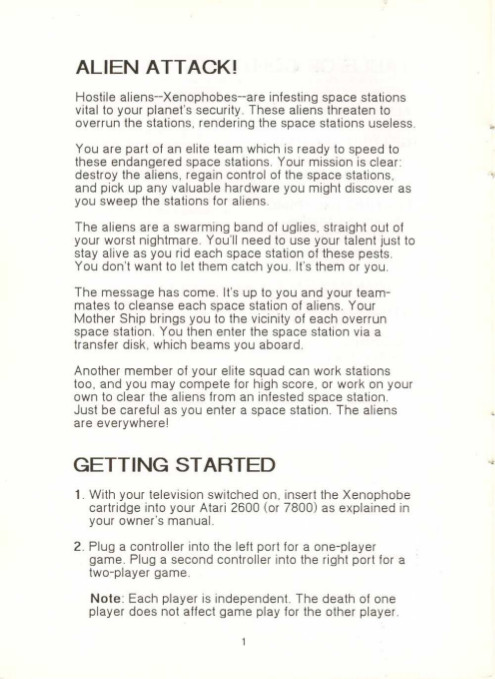 ALIEN ATTACK!
Hostile aliens--Xenophobes--are infesting space stations
vital to your planet's security. These aliens threaten to
overrun the stations, rendering the space stations useless.
You are part of an elite team which is ready to speed to
these endangered space stations. Your mission is clear:
destroy the aliens, regain control of the space stations,
and pick up any valuable hardware you might discover as
you sweep the stations for aliens.
The aliens are a swarming band of uglies, straight out of
your worst nightmare. You'll need to use your talent just to
stay alive as you rid each space station of these pests.
You don't want to let them catch you. It's them or you.
The message has come. It's up to you and your team-
mates to cleanse each space station of aliens. Your
Mother Ship brings you to the vicinity of each overrun
space station. You then enter the space station via a
transfer disk, which beams you aboard.
Another member of your elite squad can work stations
too, and you may compete for high score, or work on your
own to clear the aliens from an infested space station.
Just be careful as you enter a space station. The aliens
are everywhere!
GETTING STARTED
1. With your television switched on, insert the Xenophobe
cartridge into your Atari 2600 (or 7800) as explained in
your owner's manual.
2. Plug a controller into the left port for a one-player
game. Plug a second controller into the right port for a
two-player game.
Note: Each player is independent. The death of one
player does not affect game play for the other player.
1